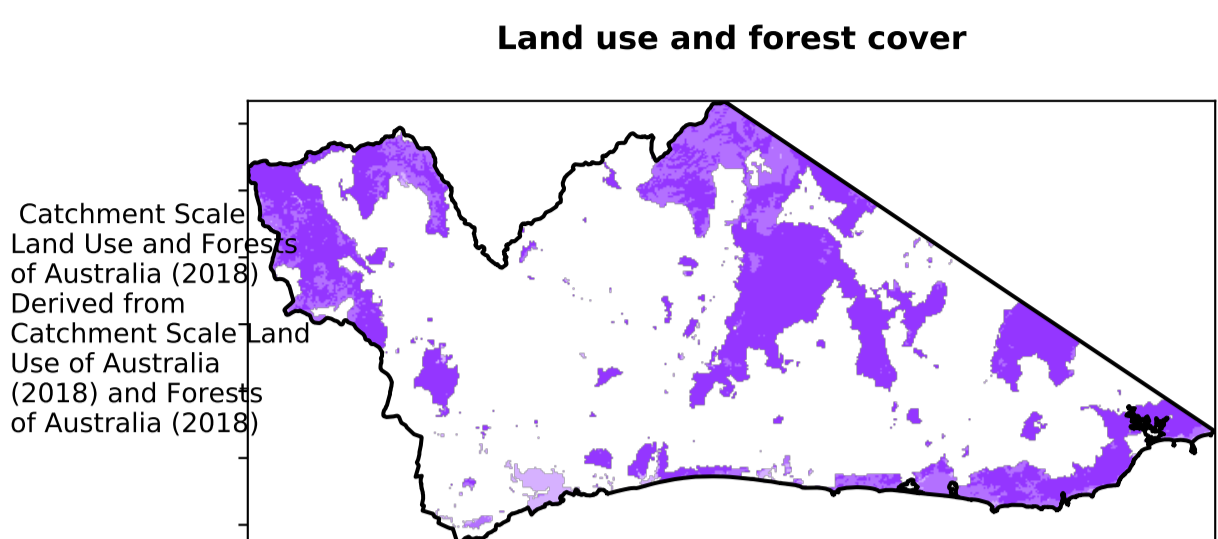 Land use and forest cover
Catchment Scale
Land Use and Forests
of Australia (2018)
Derived from
Catchment Scale Land
Use of Australia
(2018) and Forests
of Australia (2018)